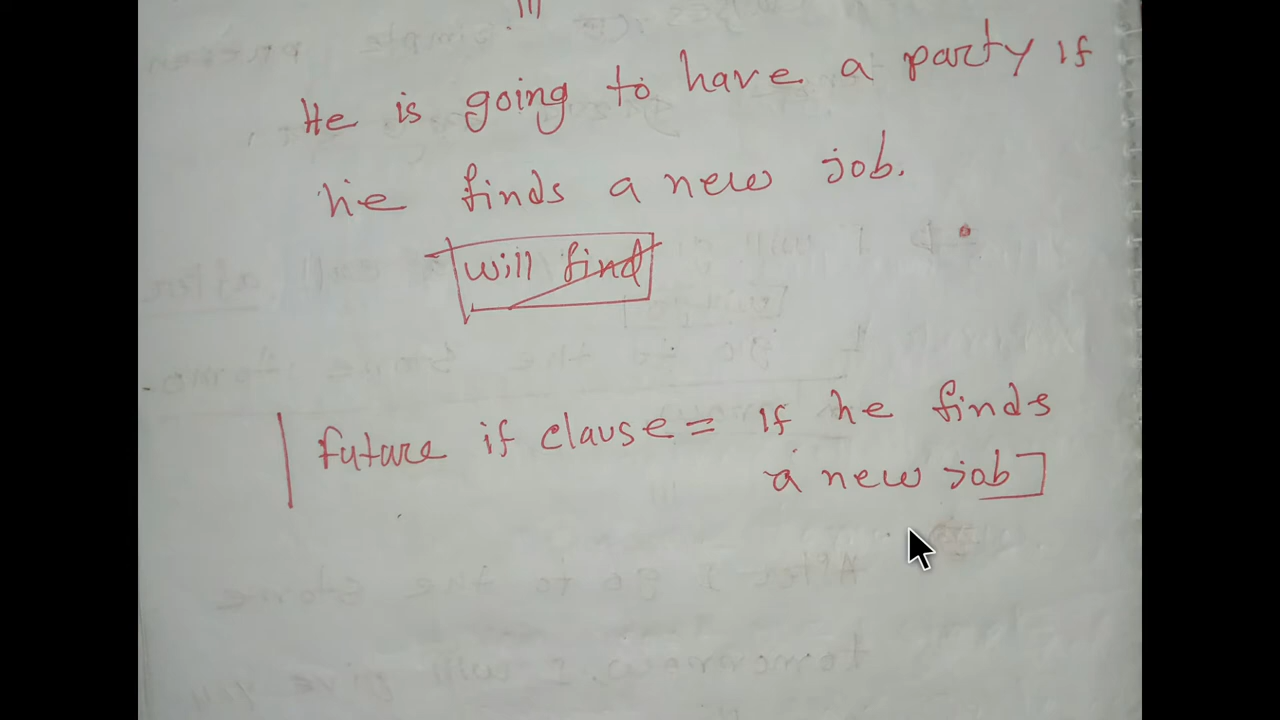 He is going to have a party if
he finds a new job.
will find
future if clause = if he finds
a new job]